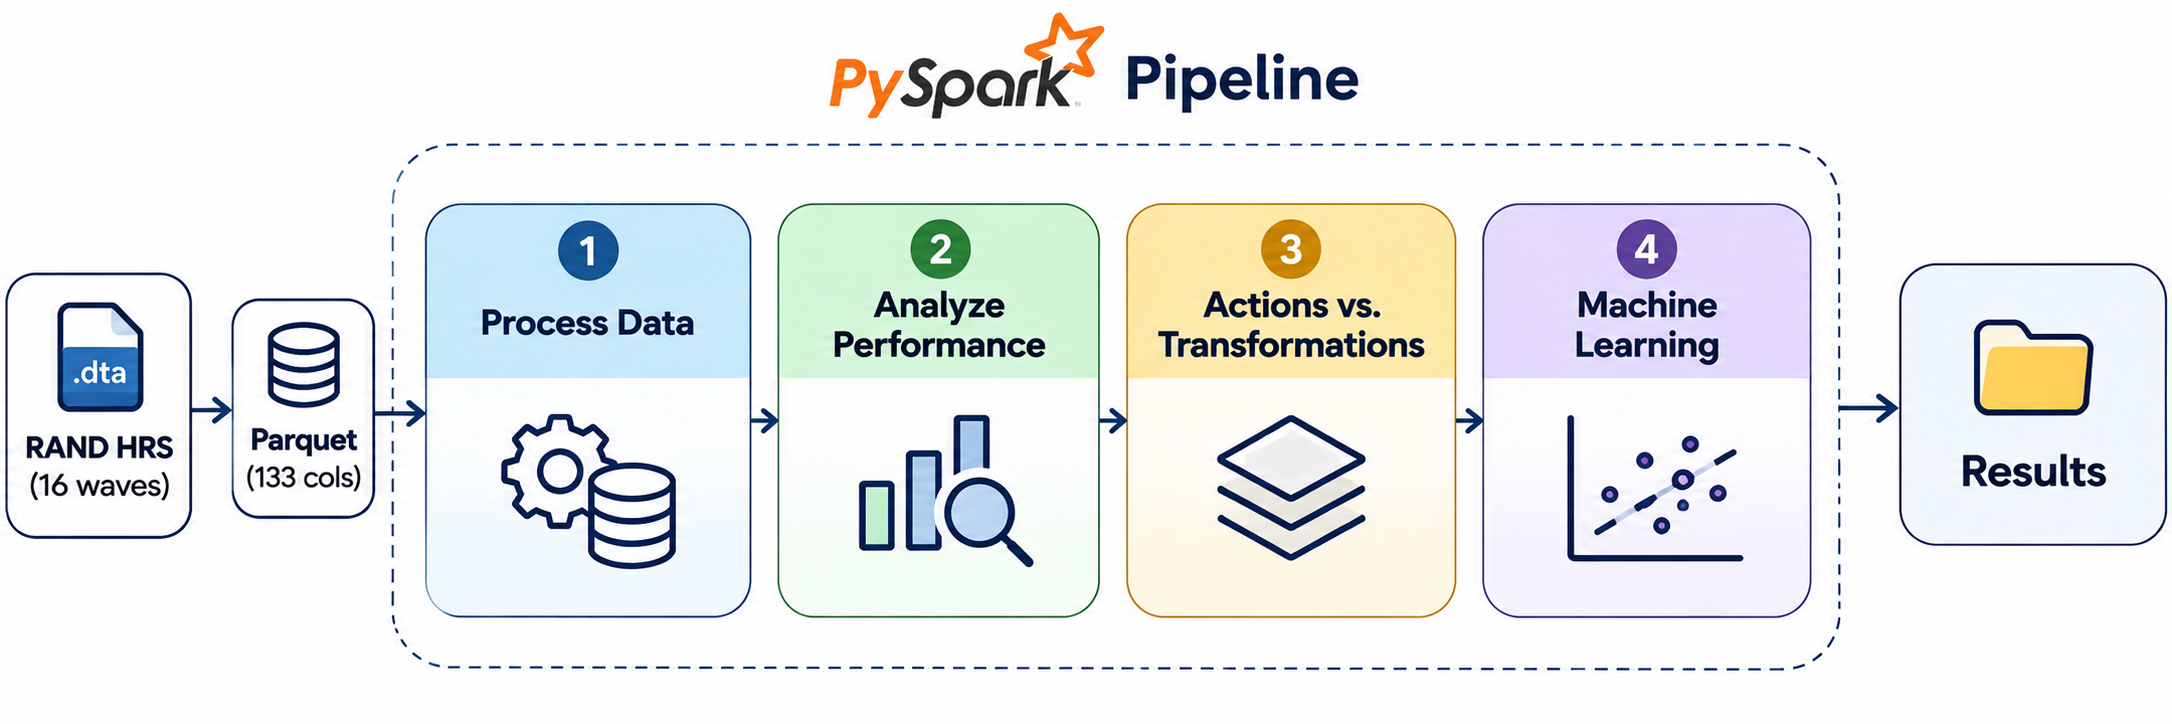 PySpark Pipeline
.dta
RAND HRS
(16 waves)
Parquet
(133 cols)
1
Process Data
2
Analyze
Performance
3
Actions vs.
Transformations
4
Machine
Learning
Results